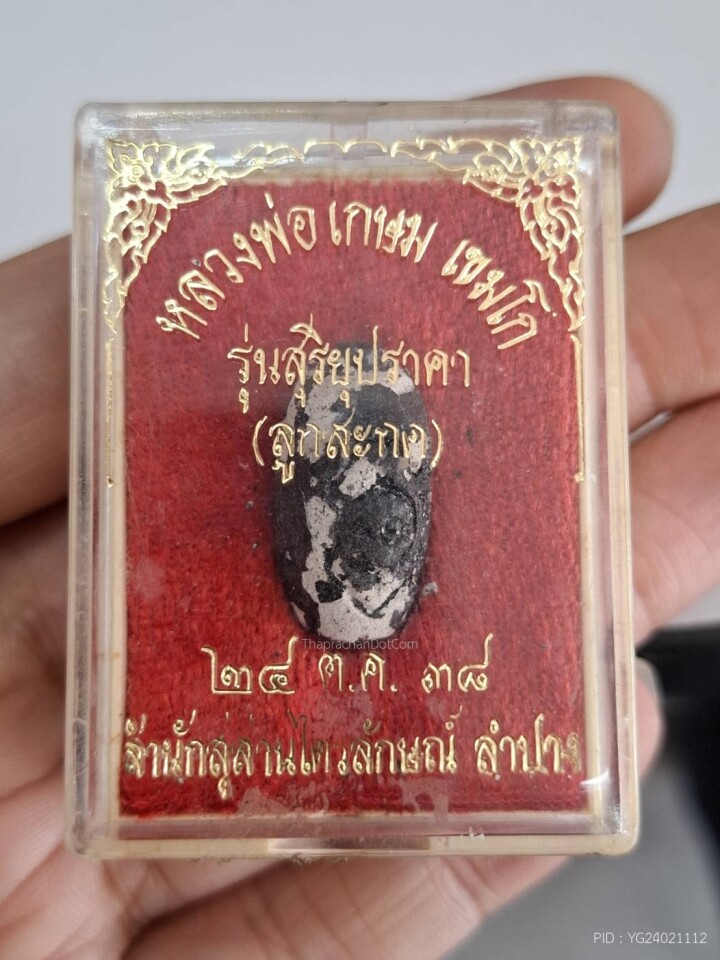 หลวงพ่อ เกษม เขมโก
รุ่นสุริยุปราคา
(ลูกสะกด)
ThaprachanDotCom
๒๔ ต.ค. ๓๘
สำนักสุสานไตรลักษณ์ ลำปาง
PID : YG24021112